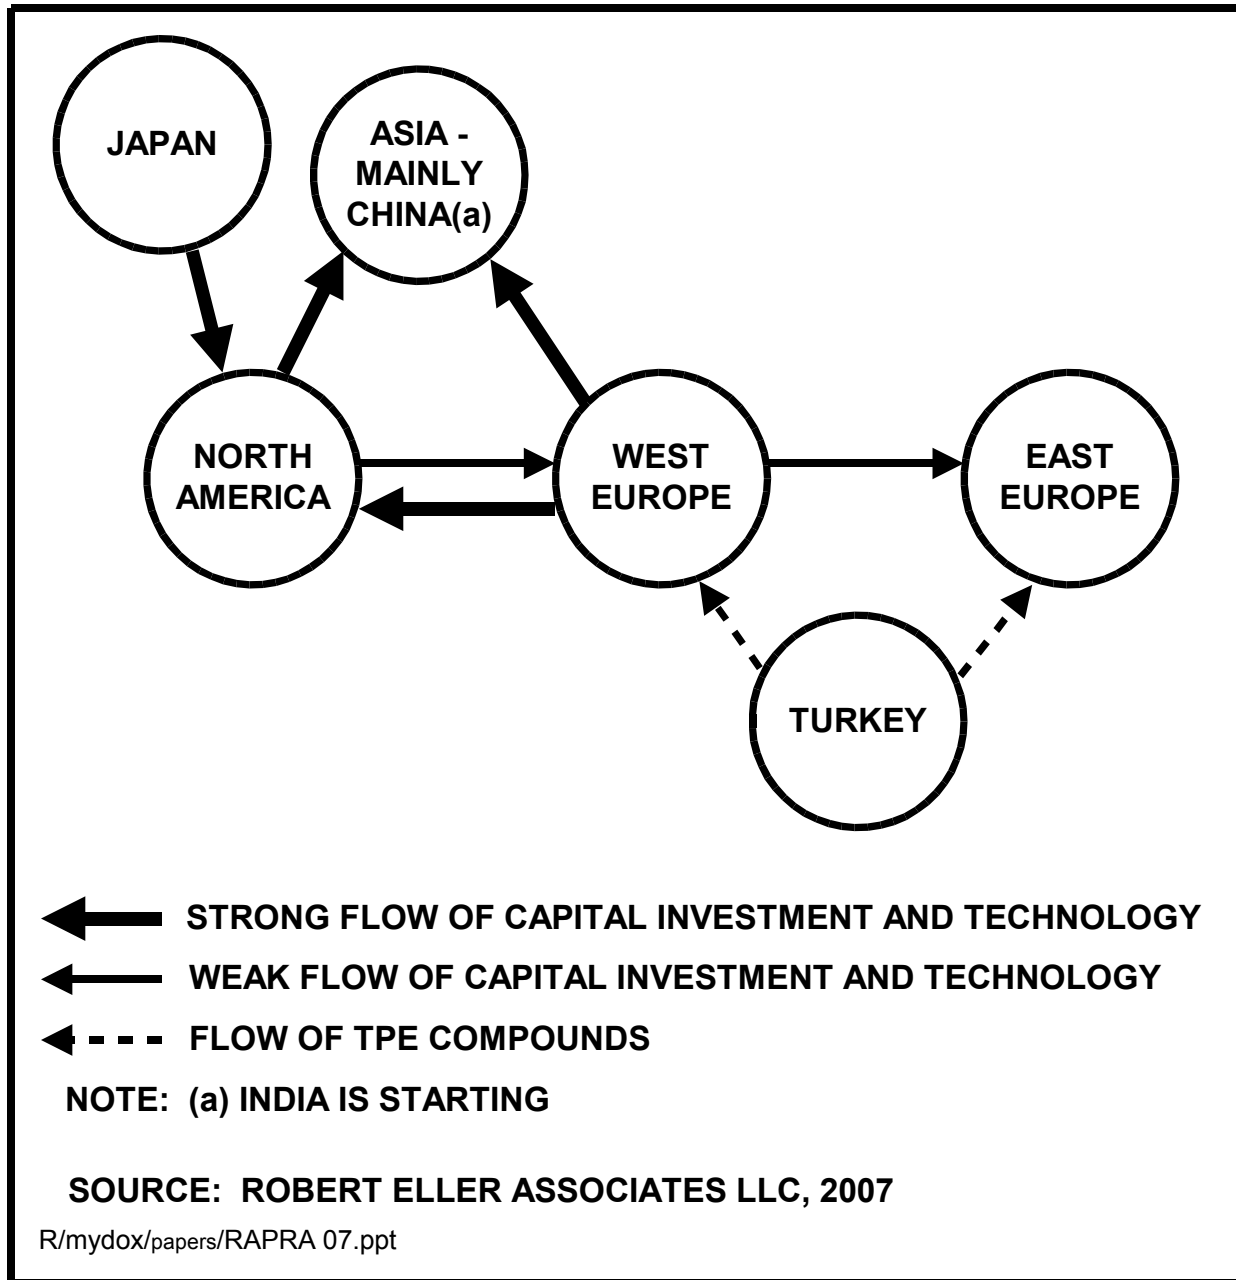 JAPAN
ASIA -
MAINLY
CHINA(a)
NORTH
AMERICA
WEST
EUROPE
EAST
EUROPE
TURKEY
STRONG FLOW OF CAPITAL INVESTMENT AND TECHNOLOGY
WEAK FLOW OF CAPITAL INVESTMENT AND TECHNOLOGY
FLOW OF TPE COMPOUNDS
NOTE: (a) INDIA IS STARTING
SOURCE: ROBERT ELLER ASSOCIATES LLC, 2007
R/mydox/papers/RAPRA 07.ppt